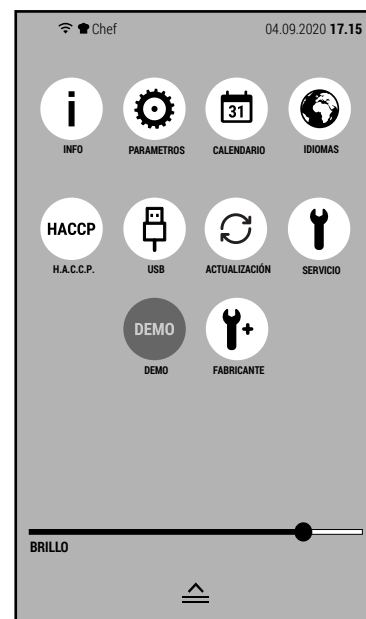 Chef 04.09.2020 17.15
i
31
INFO PARAMETROS CALENDARIO IDIOMAS
HACCP
H.A.C.C.P. USB ACTUALIZACIÓN SERVICIO
DEMO
DEMO FABRICANTE
BRILLO